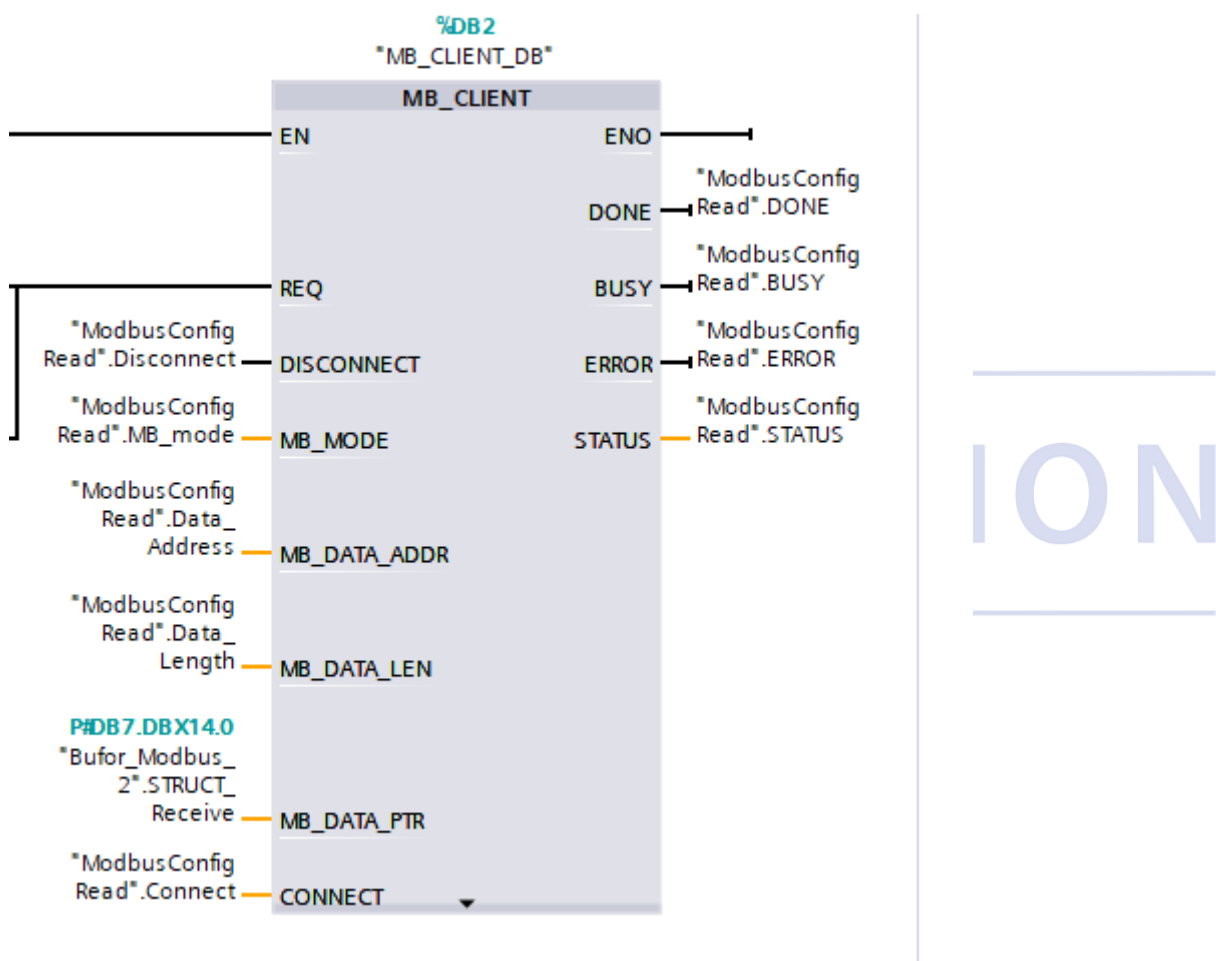 %DB2
"MB_CLIENT_DB"
MB_CLIENT
EN
ENO
"ModbusConfig
Read".DONE
DONE
"ModbusConfig
Read".BUSY
REQ
BUSY
"ModbusConfig
Read".Disconnect
DISCONNECT
"ModbusConfig
Read".ERROR
ERROR
"ModbusConfig
Read".MB_mode
MB_MODE
"ModbusConfig
Read".STATUS
STATUS
"ModbusConfig
Read".Data_
Address
MB_DATA_ADDR
"ModbusConfig
Read".Data_
Length
MB_DATA_LEN
P#DB7.DBX14.0
"Bufor_Modbus_
2".STRUCT_
Receive
MB_DATA_PTR
"ModbusConfig
Read".Connect
CONNECT
ION